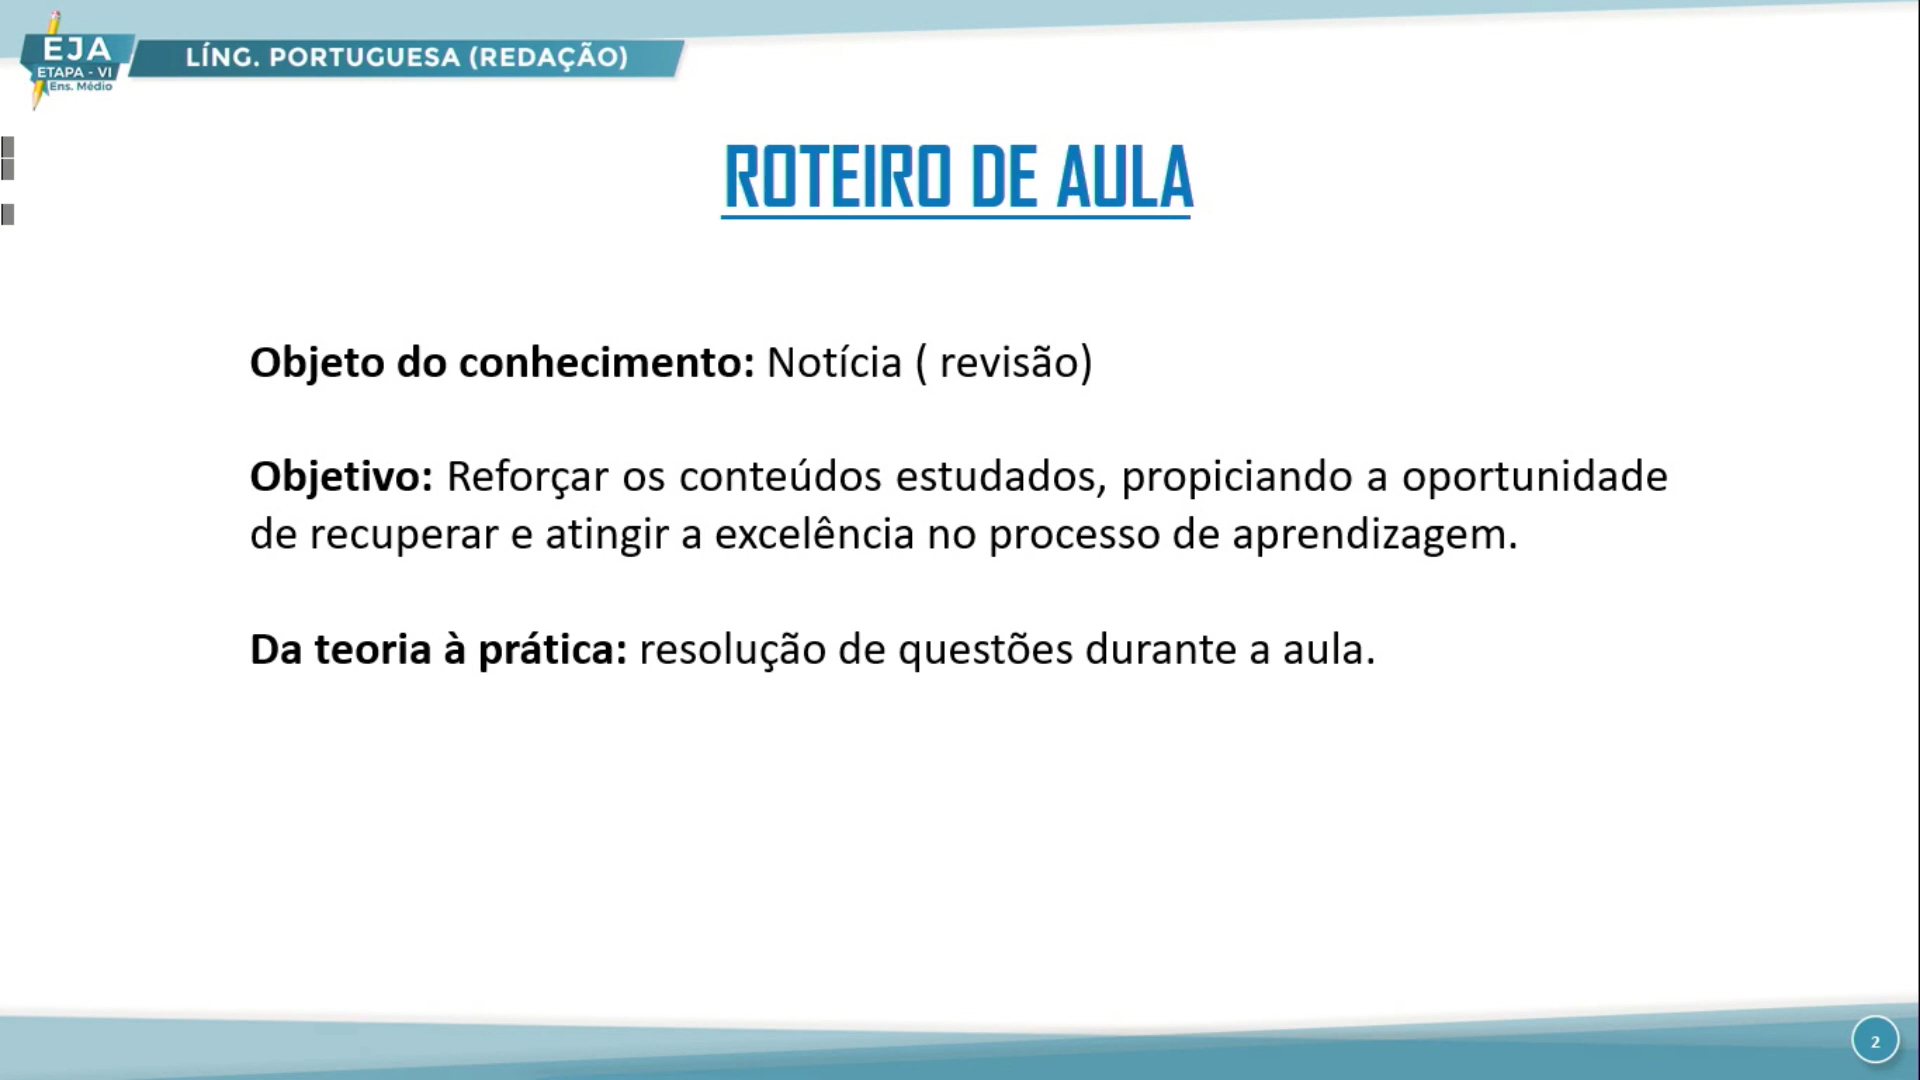 EJA
ETAPA - VI
Ens. Médio
LÍNG. PORTUGUESA (REDAÇÃO)
ROTEIRO DE AULA
Objeto do conhecimento: Notícia ( revisão)
Objetivo: Reforçar os conteúdos estudados, propiciando a oportunidade
de recuperar e atingir a excelência no processo de aprendizagem.
Da teoria à prática: resolução de questões durante a aula.
2